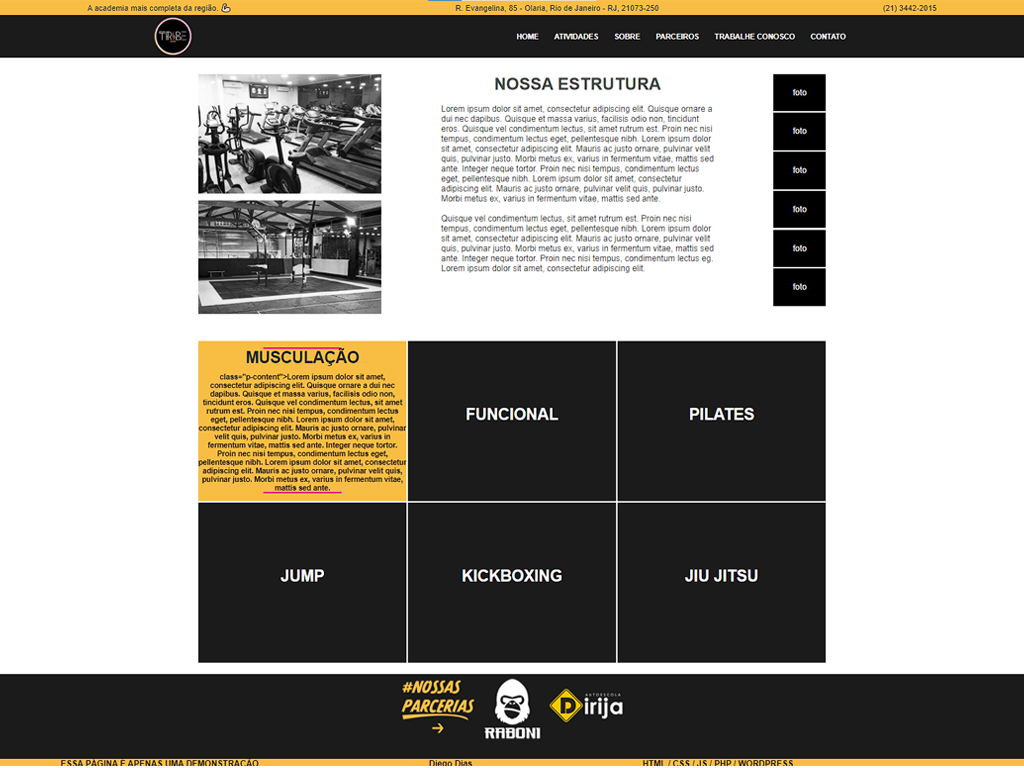 A academia mais completa da região. 💪
R. Evangelina, 85 - Olaria, Rio de Janeiro - RJ, 21073-250
(21) 3442-2015
TRIBE
HOME
ATIVIDADES
SOBRE
PARCEIROS
TRABALHE CONOSCO
CONTATO
NOSSA ESTRUTURA
Lorem ipsum dolor sit amet, consectetur adipiscing elit. Quisque ornare a
dui nec dapibus. Quisque et massa varius, facilisis odio non, tincidunt
eros. Quisque vel condimentum lectus, sit amet rutrum est. Proin nec nisi
tempus, condimentum lectus eget, pellentesque nibh. Lorem ipsum dolor
sit amet, consectetur adipiscing elit. Mauris ac justo ornare, pulvinar velit
quis, pulvinar justo. Morbi metus ex, varius in fermentum vitae, mattis sed
ante. Integer neque tortor. Proin nec nisi tempus, condimentum lectus
eget, pellentesque nibh. Lorem ipsum dolor sit amet, consectetur
adipiscing elit. Mauris ac justo ornare, pulvinar velit quis, pulvinar justo.
Morbi metus ex, varius in fermentum vitae, mattis sed ante.
Quisque vel condimentum lectus, sit amet rutrum est. Proin nec nisi
tempus, condimentum lectus eget, pellentesque nibh. Lorem ipsum dolor
sit amet, consectetur adipiscing elit. Mauris ac justo ornare, pulvinar velit
quis, pulvinar justo. Morbi metus ex, varius in fermentum vitae, mattis sed
ante. Integer neque tortor. Proin nec nisi tempus, condimentum lectus eg.
Lorem ipsum dolor sit amet, consectetur adipiscing elit.
foto
foto
foto
foto
foto
foto
MUSCULAÇÃO
class="p-content">Lorem ipsum dolor sit amet,
consectetur adipiscing elit. Quisque ornare a dui nec
dapibus. Quisque et massa varius, facilisis odio non,
tincidunt eros. Quisque vel condimentum lectus, sit amet
rutrum est. Proin nec nisi tempus, condimentum lectus
eget, pellentesque nibh. Lorem ipsum dolor sit amet,
consectetur adipiscing elit. Mauris ac justo ornare, pulvinar
velit quis, pulvinar justo. Morbi metus ex, varius in
fermentum vitae, mattis sed ante. Integer neque tortor.
Proin nec nisi tempus, condimentum lectus eget,
pellentesque nibh. Lorem ipsum dolor sit amet, consectetur
adipiscing elit. Mauris ac justo ornare, pulvinar velit quis,
pulvinar justo. Morbi metus ex, varius in fermentum vitae,
mattis sed ante.
FUNCIONAL
PILATES
JUMP
KICKBOXING
JIU JITSU
#NOSSAS
PARCERIAS
→
RABONI
AUTOESCOLA
Dirija
ESSA PÁGINA É APENAS UMA DEMONSTRAÇÃO
Diego Dias
HTML / CSS / JS / PHP / WORDPRESS